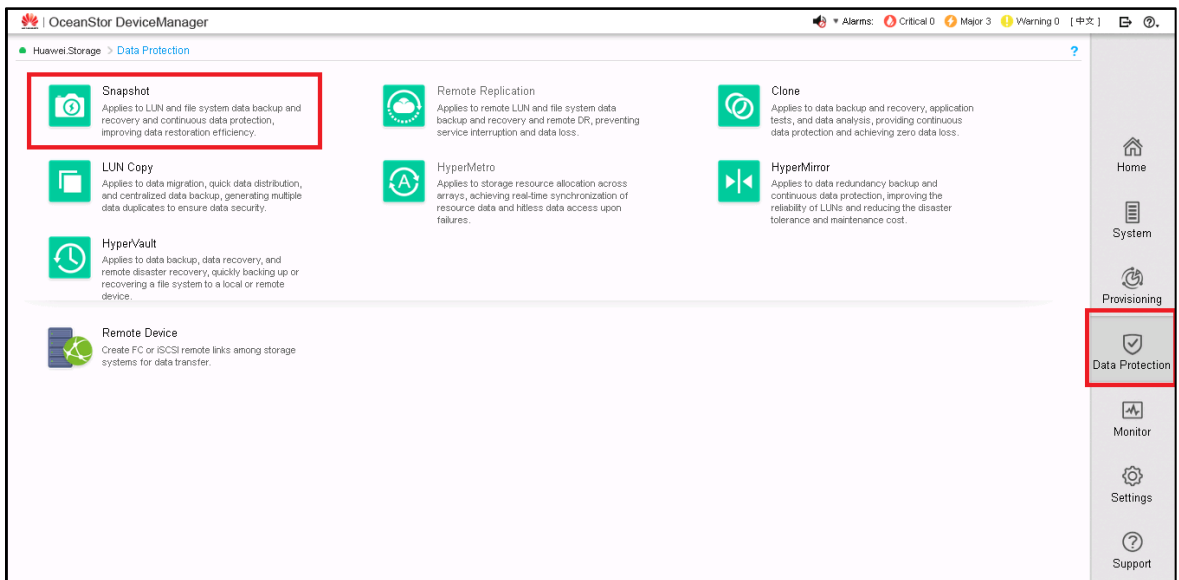 OceanStor DeviceManager
Alarms: Critical 0 Major 3 Warning 0 [中文] ?
Huawei.Storage > Data Protection ?
Snapshot
Applies to LUN and file system data backup and
recovery and continuous data protection,
improving data restoration efficiency.
Remote Replication
Applies to remote LUN and file system data
backup and recovery and remote DR, preventing
service interruption and data loss.
Clone
Applies to data backup and recovery, application
tests, and data analysis, providing continuous
data protection and achieving zero data loss.
LUN Copy
Applies to data migration, quick data distribution,
and centralized data backup, generating multiple
data duplicates to ensure data security.
HyperMetro
Applies to storage resource allocation across
arrays, achieving real-time synchronization of
resource data and hitless data access upon
failures.
HyperMirror
Applies to data redundancy backup and
continuous data protection, improving the
reliability of LUNs and reducing the disaster
tolerance and maintenance cost.
HyperVault
Applies to data backup, data recovery, and
remote disaster recovery, quickly backing up or
recovering a file system to a local or remote
device.
Remote Device
Create FC or iSCSI remote links among storage
systems for data transfer.
Home
System
Provisioning
Data Protection
Monitor
Settings
Support